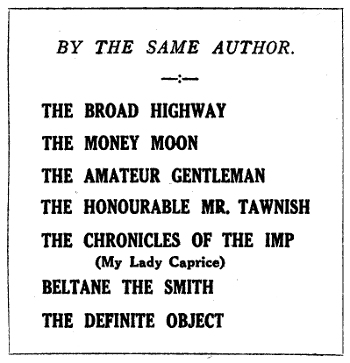 BY THE SAME AUTHOR.
—:—
THE BROAD HIGHWAY
THE MONEY MOON
THE AMATEUR GENTLEMAN
THE HONOURABLE MR. TAWNISH
THE CHRONICLES OF THE IMP
(My Lady Caprice)
BELTANE THE SMITH
THE DEFINITE OBJECT